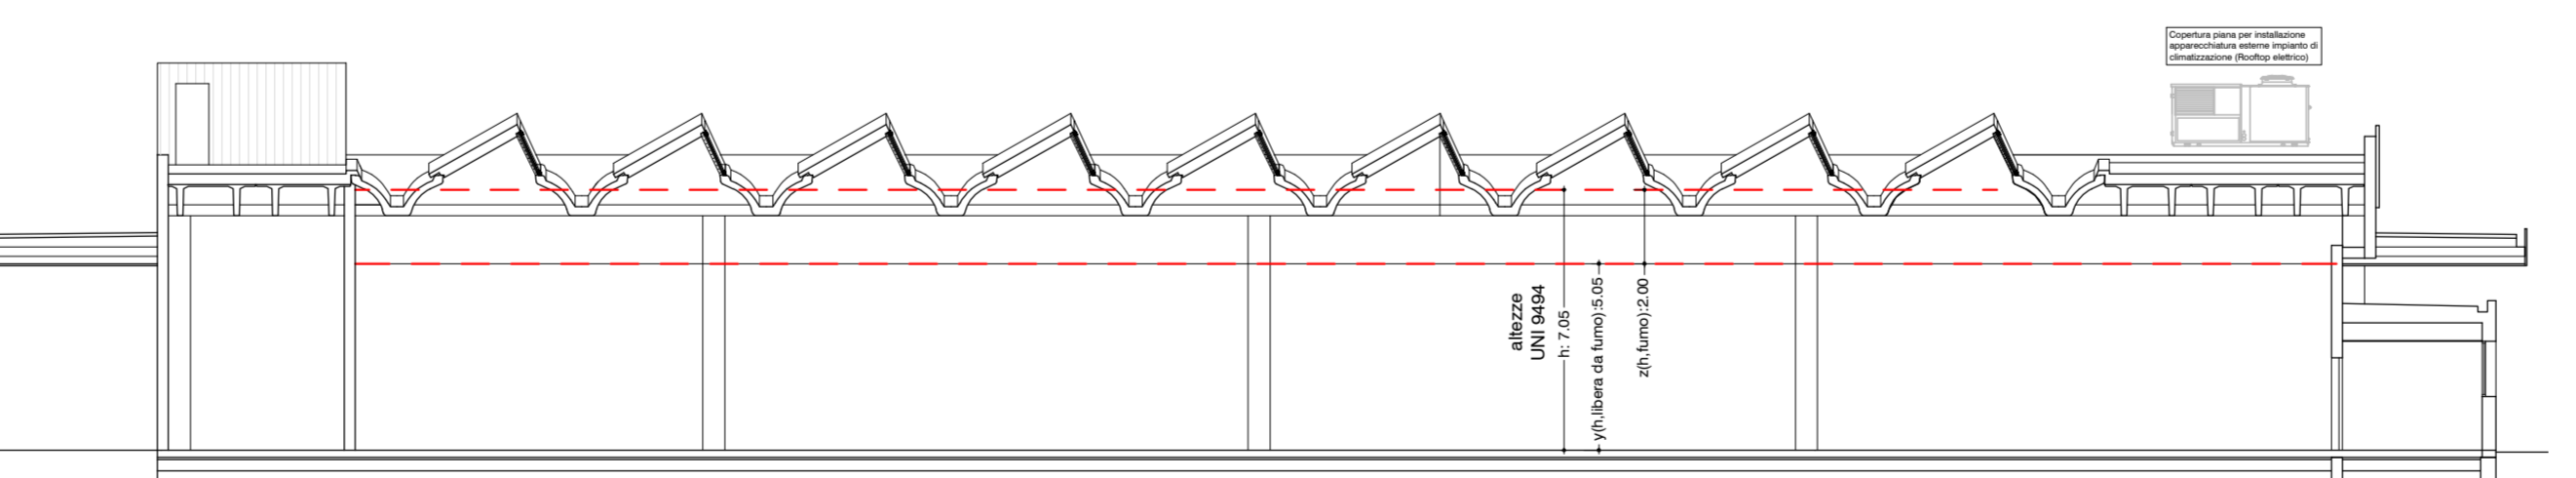 Copertura piana per installazione
apparecchiatura esterne impianto di
climatizzazione (Rooftop elettrico)
altezze
UNI 9494
h: 7.05
y(h,libera da fumo):5.05
z(h,fumo):2.00